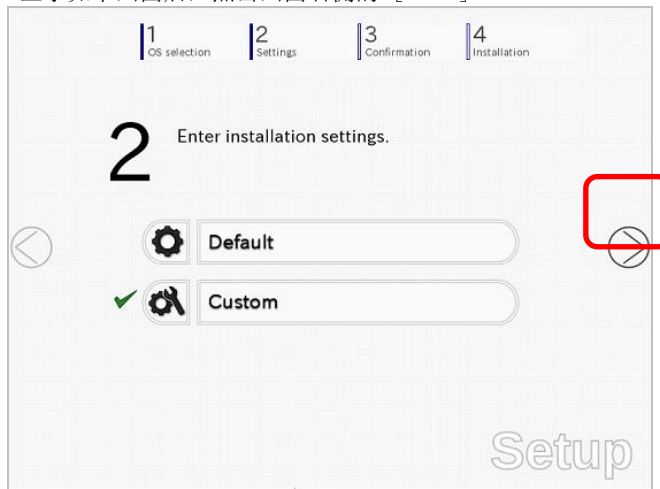 1 2 3 4
OS selection Settings Confirmation Installation
2 Enter installation settings.
Default
Custom
Setup